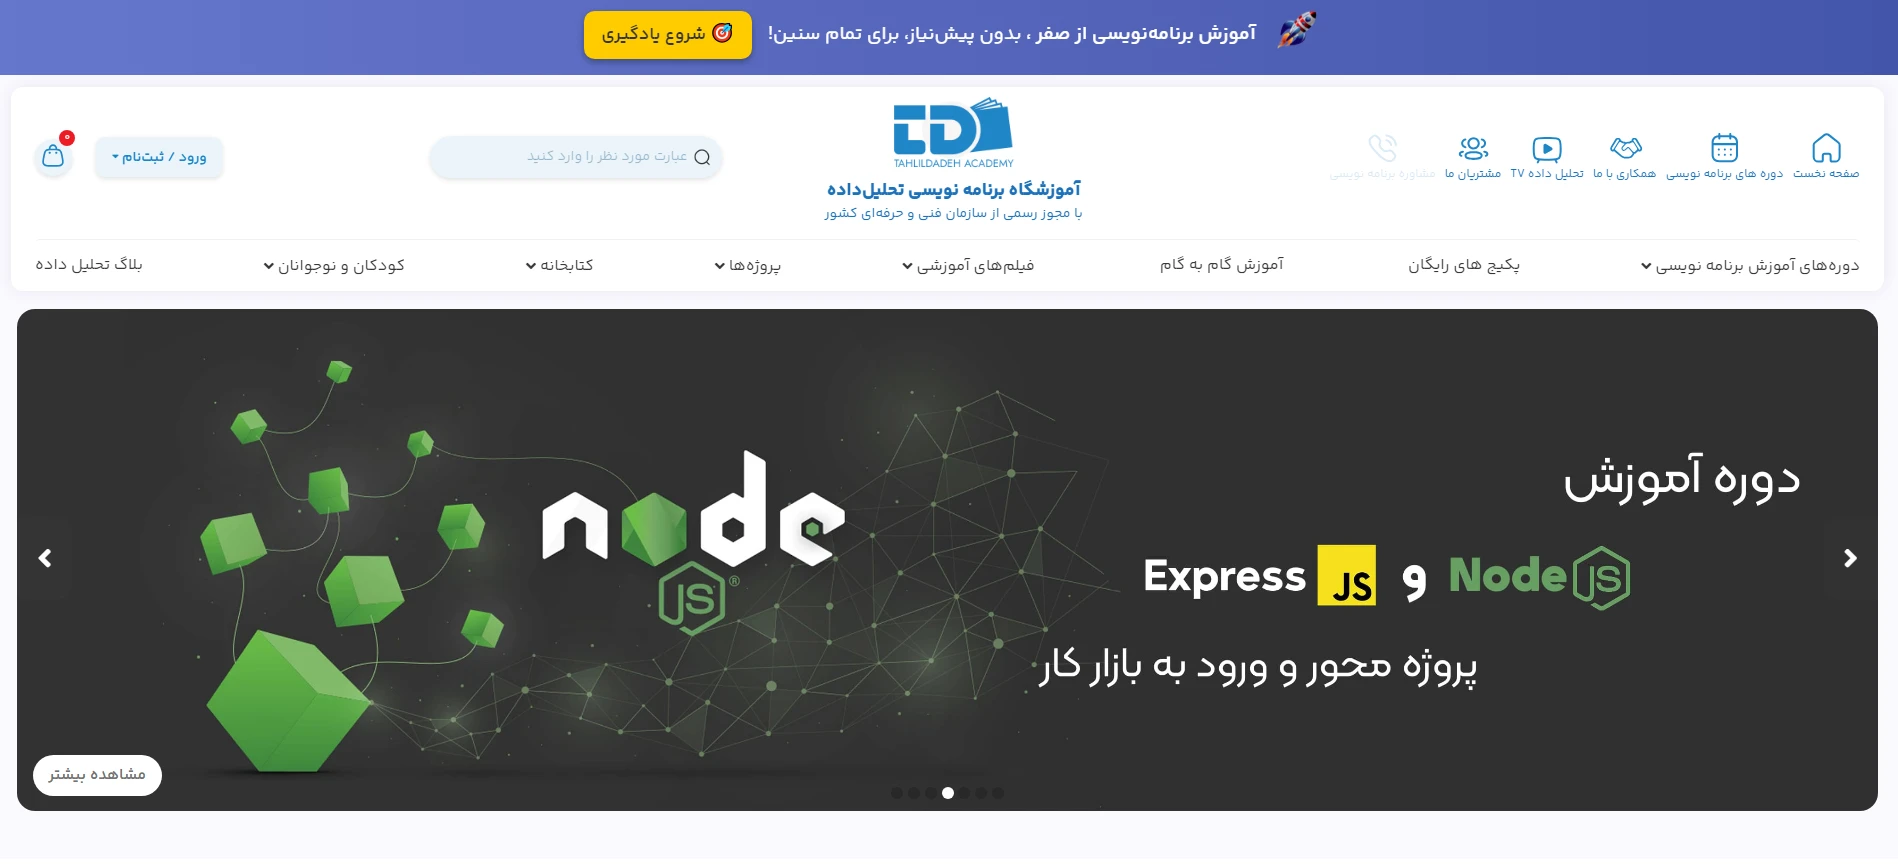 آموزش برنامه‌نویسی از صفر ، بدون پیش‌نیاز، برای تمام سنین!
شروع یادگیری
صفحه نخست
دوره های برنامه نویسی
همکاری با ما
تحلیل داده TV
مشتریان ما
مشاوره برنامه نویسی
TD
TAHLILDADEH ACADEMY
آموزشگاه برنامه نویسی تحلیل‌داده
با مجوز رسمی از سازمان فنی و حرفه‌ای کشور
عبارت مورد نظر را وارد کنید
ورود / ثبت‌نام
۰
دوره‌های آموزش برنامه نویسی
پکیج های رایگان
آموزش گام به گام
فیلم‌های آموزشی
پروژه‌ها
کتابخانه
کودکان و نوجوانان
بلاگ تحلیل داده
دوره آموزش
Node JS و JS Express
پروژه محور و ورود به بازار کار
node
JS®
مشاهده بیشتر